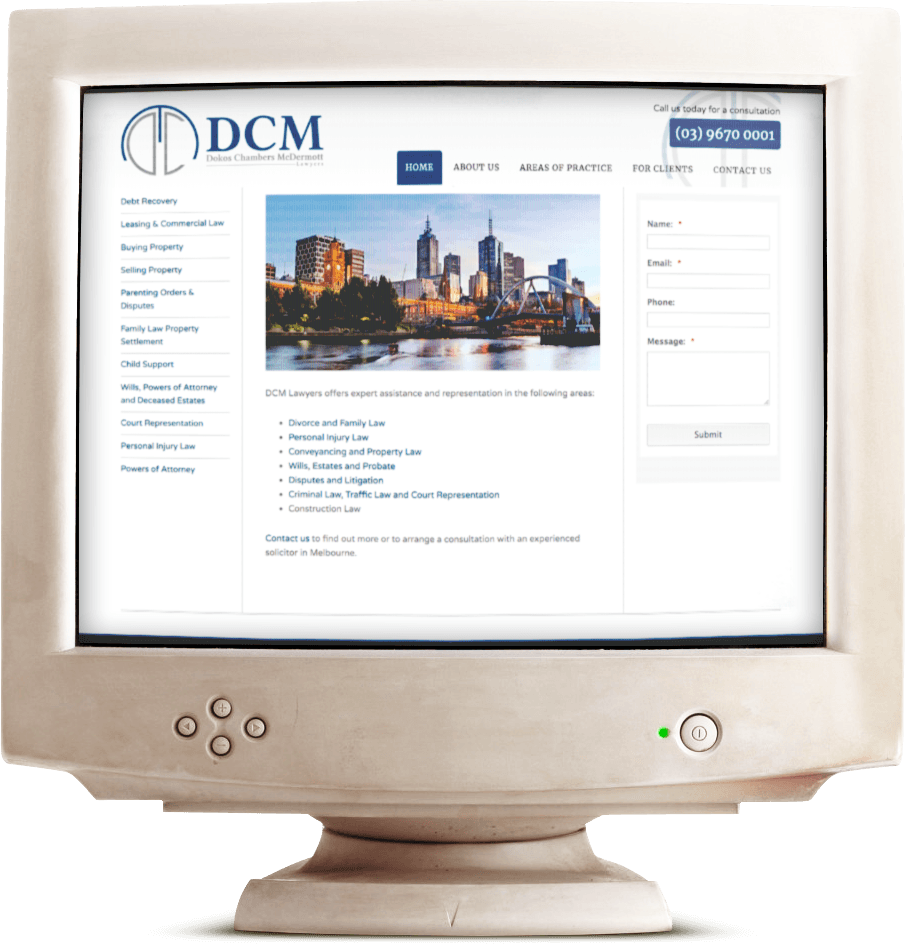 DCM
Dokos Chambers McDermott
Lawyers
Call us today for a consultation
(03) 9670 0001
HOME
ABOUT US
AREAS OF PRACTICE
FOR CLIENTS
CONTACT US
Debt Recovery
Leasing & Commercial Law
Buying Property
Selling Property
Parenting Orders &
Disputes
Family Law Property
Settlement
Child Support
Wills, Powers of Attorney
and Deceased Estates
Court Representation
Personal Injury Law
Powers of Attorney
DCM Lawyers offers expert assistance and representation in the following areas:
• Divorce and Family Law
• Personal Injury Law
• Conveyancing and Property Law
• Wills, Estates and Probate
• Disputes and Litigation
• Criminal Law, Traffic Law and Court Representation
• Construction Law
Contact us to find out more or to arrange a consultation with an experienced
solicitor in Melbourne.
Name: *
Email: *
Phone:
Message: *
Submit